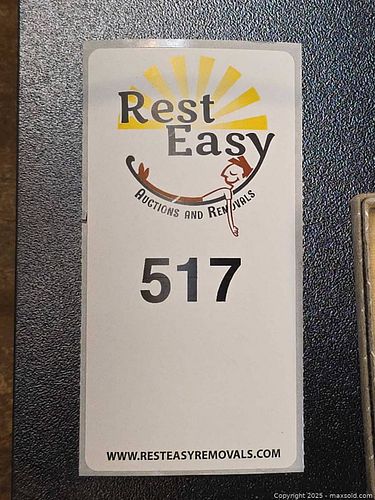 Rest
Easy
AUCTIONS AND REMOVALS
517
WWW.RESTEASYREMOVALS.COM
Copyright 2025 - maxsold.com